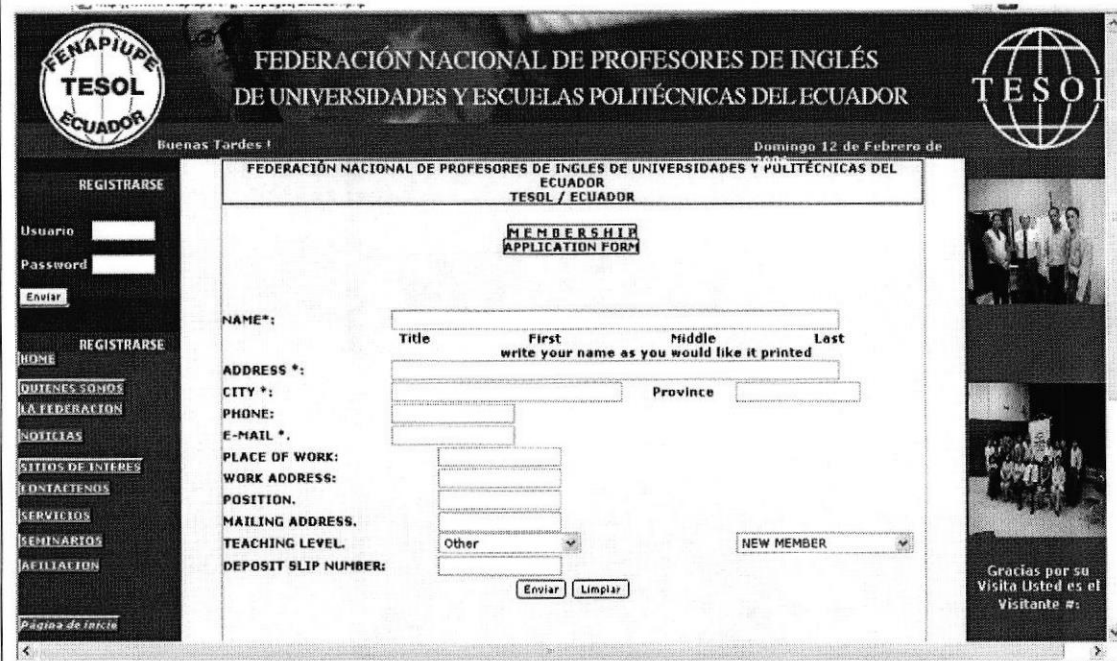 FENAPIUPE
TESOL
ECUADOR
FEDERACIÓN NACIONAL DE PROFESORES DE INGLÉS
DE UNIVERSIDADES Y ESCUELAS POLITÉCNICAS DEL ECUADOR
TESOL
Buenas Tardes !
Domingo 12 de Febrero de
REGISTRARSE
Usuario
Password
Enviar
REGISTRARSE
HOME
QUIENES SOMOS
LA FEDERACION
NOTICIAS
SITIOS DE INTERES
CONTACTENOS
SERVICIOS
SEMINARIOS
AFILIACION
Página de inicio
FEDERACIÓN NACIONAL DE PROFESORES DE INGLES DE UNIVERSIDADES Y POLITÉCNICAS DEL
ECUADOR
TESOL / ECUADOR
MEMBERSHIP
APPLICATION FORM
NAME*:
Title First Middle Last
write your name as you would like it printed
ADDRESS *:
CITY *: Province
PHONE:
E-MAIL *.
PLACE OF WORK:
WORK ADDRESS:
POSITION.
MAILING ADDRESS.
TEACHING LEVEL. Other NEW MEMBER
DEPOSIT SLIP NUMBER:
Enviar Limpiar
Gracias por su
Visita Usted es el
Visitante #: